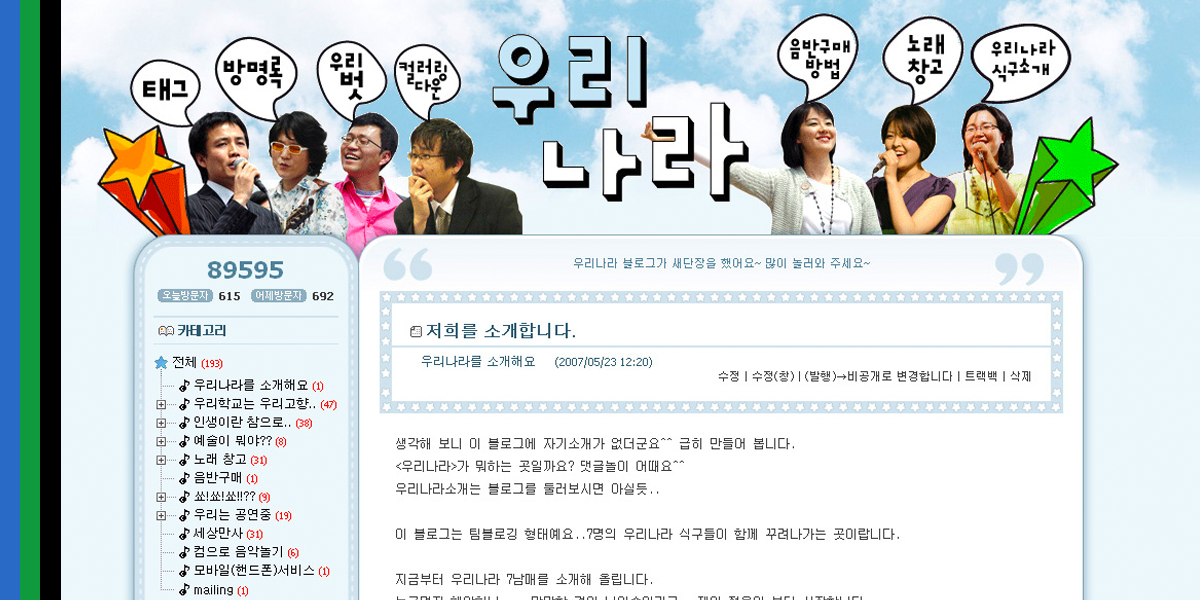 태그
방명록
우리
벗
컬러링
다운
우리
나라
음반구매
방법
노래
창고
우리나라
식구소개
89595
오늘방문자 615 어제방문자 692
카테고리
전체 (193)
우리나라를 소개해요 (1)
우리학교는 우리고향.. (47)
인생이란 참으로.. (38)
예술이 뭐야?? (8)
노래 창고 (31)
음반구매 (1)
쑈!쑈!쑈!!?? (9)
우리는 공연중 (19)
세상만사 (31)
컴으로 음악놀기 (6)
모바일(핸드폰)서비스 (1)
mailing (1)
우리나라 블로그가 새단장을 했어요~ 많이 놀러와 주세요~
저희를 소개합니다.
우리나라를 소개해요 (2007/05/23 12:20)
수정 | 수정(창) | (발행)→비공개로 변경합니다 | 트랙백 | 삭제
생각해 보니 이 블로그에 자기소개가 없더군요^^ 급히 만들어 봅니다.
<우리나라>가 뭐하는 곳일까요? 댓글놀이 어때요^^
우리나라소개는 블로그를 둘러보시면 아실듯..
이 블로그는 팀블로깅 형태예요..7명의 우리나라 식구들이 함께 꾸려나가는 곳이랍니다.
지금부터 우리나라 7남매를 소개해 올립니다.